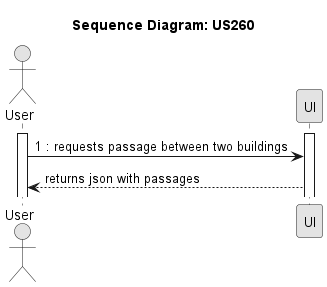 Sequence Diagram: US260
User
UI
1 : requests passage between two buildings
returns json with passages
User
UI